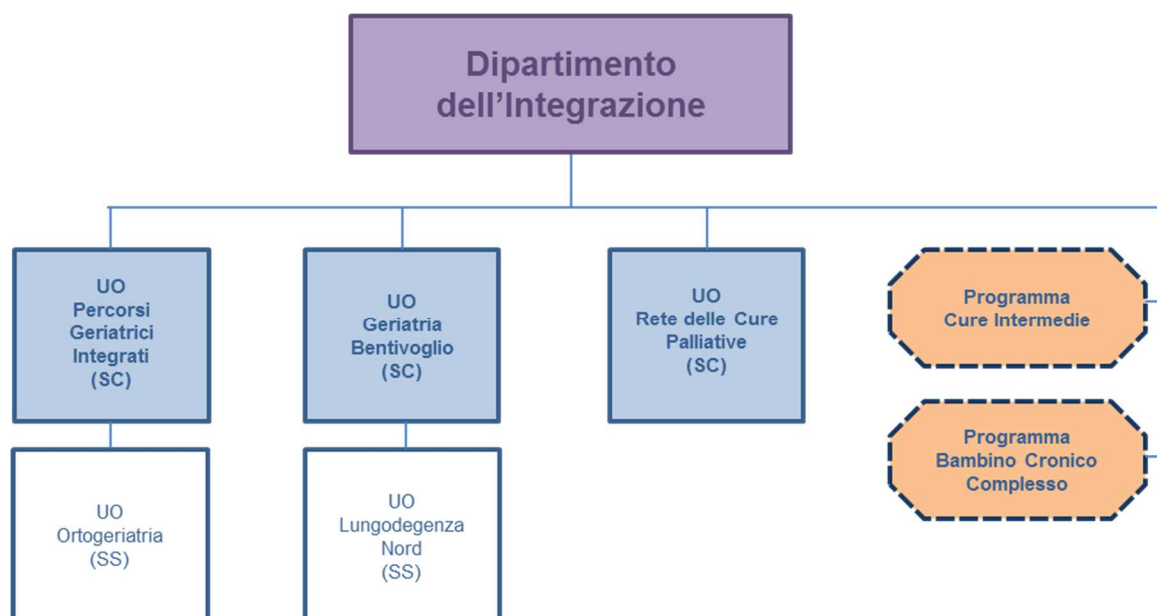 Dipartimento
dell’Integrazione
UO
Percorsi
Geriatrici
Integrati
(SC)
UO
Geriatria
Bentivoglio
(SC)
UO
Rete delle Cure
Palliative
(SC)
Programma
Cure Intermedie
Programma
Bambino Cronico
Complesso
UO
Ortogeriatria
(SS)
UO
Lungodegenza
Nord
(SS)